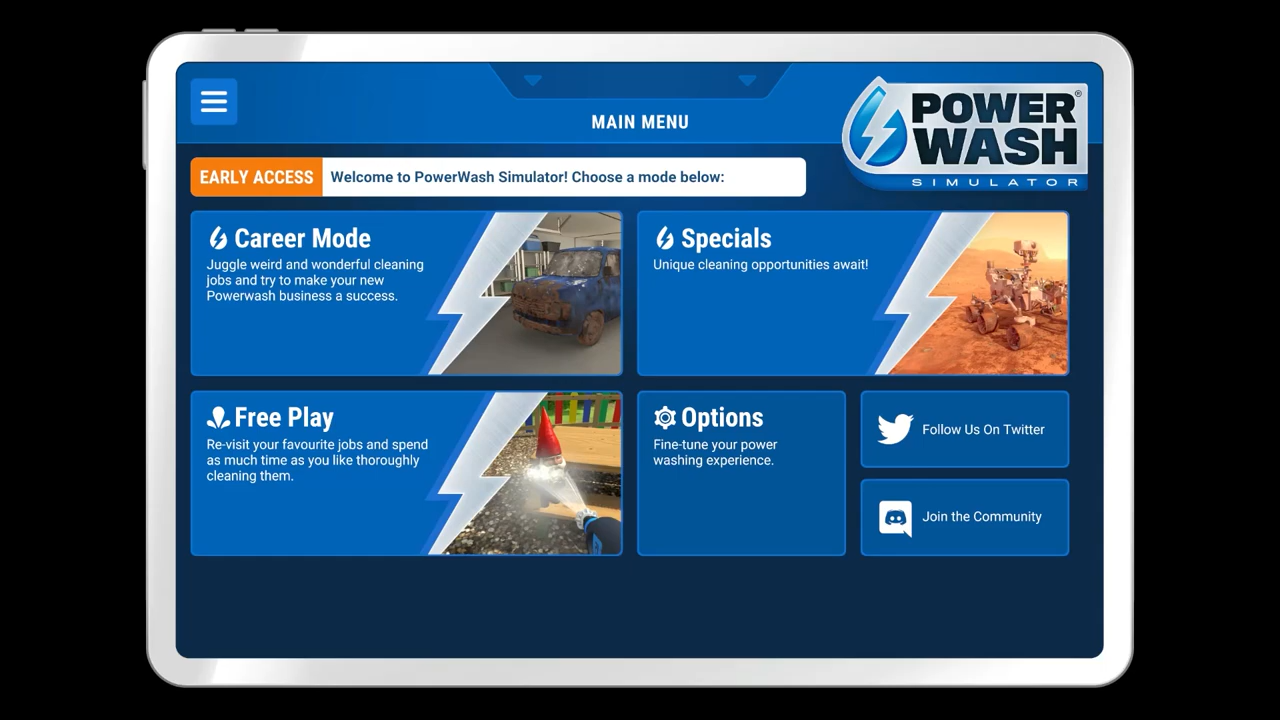 MAIN MENU
POWER®
WASH
SIMULATOR
EARLY ACCESS
Welcome to PowerWash Simulator! Choose a mode below:
Career Mode
Juggle weird and wonderful cleaning
jobs and try to make your new
Powerwash business a success.
Specials
Unique cleaning opportunities await!
Free Play
Re-visit your favourite jobs and spend
as much time as you like thoroughly
cleaning them.
Options
Fine-tune your power
washing experience.
Follow Us On Twitter
Join the Community